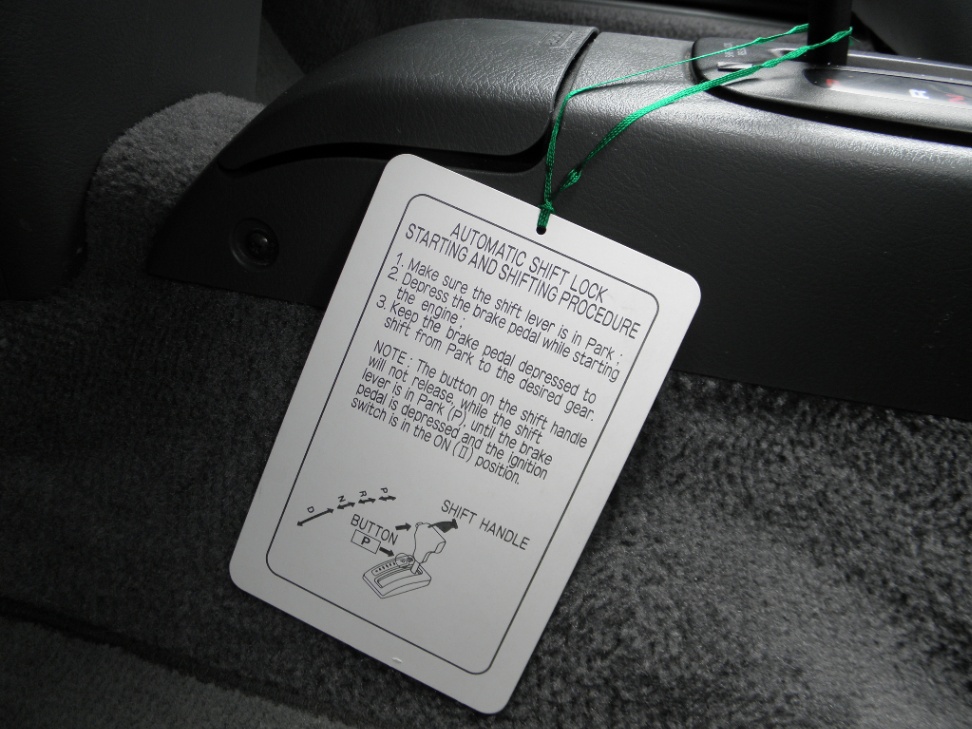 AUTOMATIC SHIFT LOCK
STARTING AND SHIFTING PROCEDURE
1. Make sure the shift lever is in Park ;
2. Depress the brake pedal while starting
the engine ;
3. Keep the brake pedal depressed to
shift from Park to the desired gear.
NOTE : The button on the shift handle
will not release, while the shift
lever is in Park (P), until the brake
pedal is depressed and the ignition
switch is in the ON (II) position.
D N R P
SHIFT HANDLE
BUTTON
P